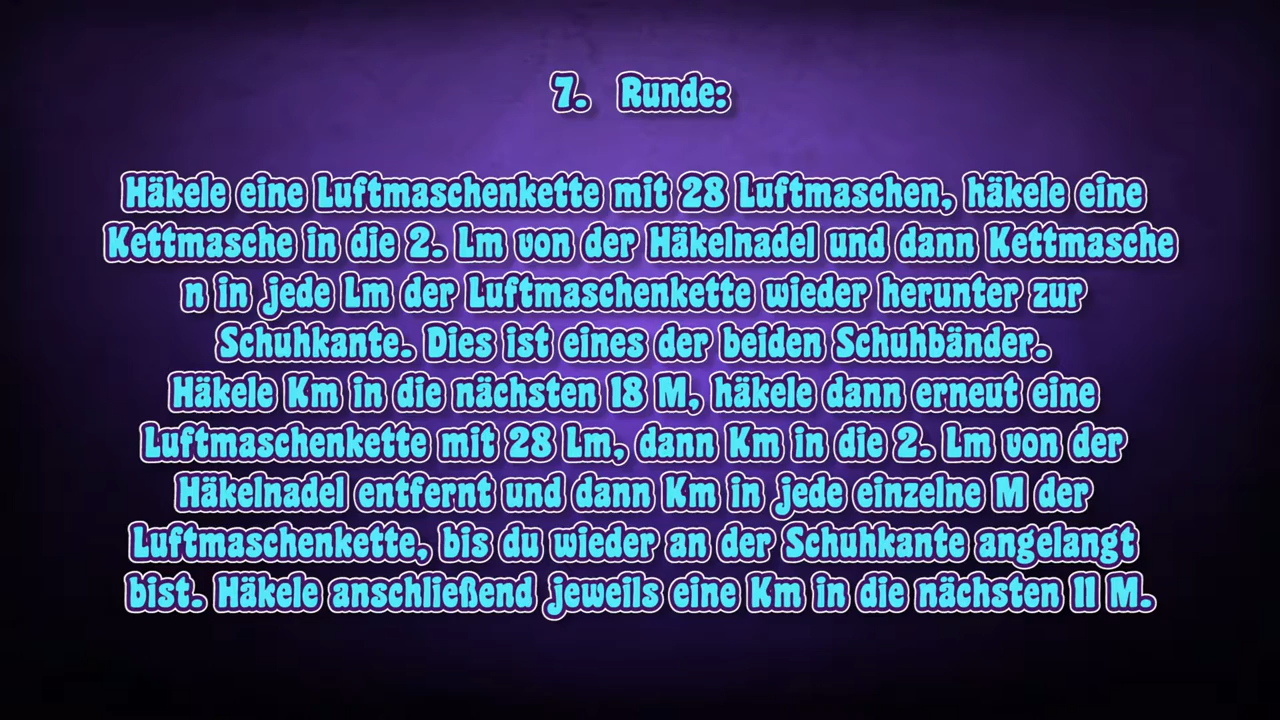 7. Runde:
Häkele eine Luftmaschenkette mit 28 Luftmaschen, häkele eine
Kettmasche in die 2. Lm von der Häkelnadel und dann Kettmasche
n in jede Lm der Luftmaschenkette wieder herunter zur
Schuhkante. Dies ist eines der beiden Schuhbänder.
Häkele Km in die nächsten 18 M, häkele dann erneut eine
Luftmaschenkette mit 28 Lm, dann Km in die 2. Lm von der
Häkelnadel entfernt und dann Km in jede einzelne M der
Luftmaschenkette, bis du wieder an der Schuhkante angelangt
bist. Häkele anschließend jeweils eine Km in die nächsten 11 M.